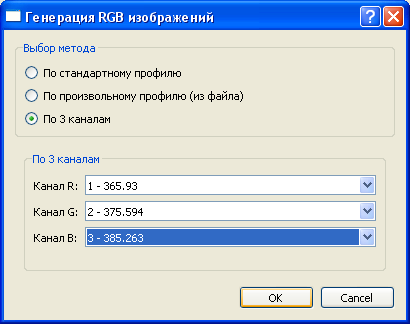 Генерация RGB изображений
Выбор метода
По стандартному профилю
По произвольному профилю (из файла)
По 3 каналам
По 3 каналам
Канал R: 1 - 365.93
Канал G: 2 - 375.594
Канал B: 3 - 385.263
OK Cancel